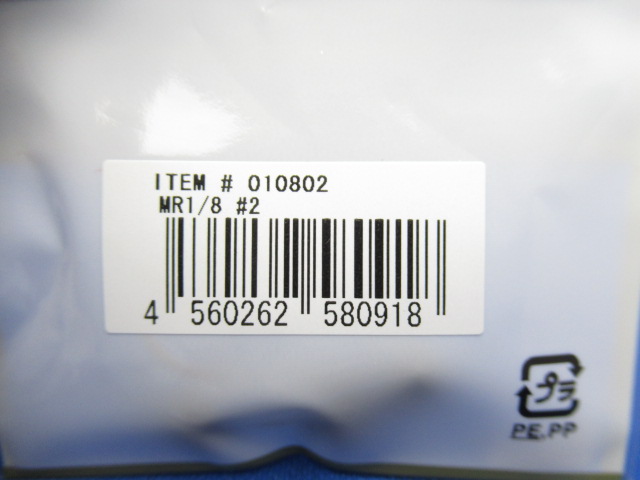 ITEM # 010802
MR1/8 #2
4 560262 580918
プラ
PE,PP